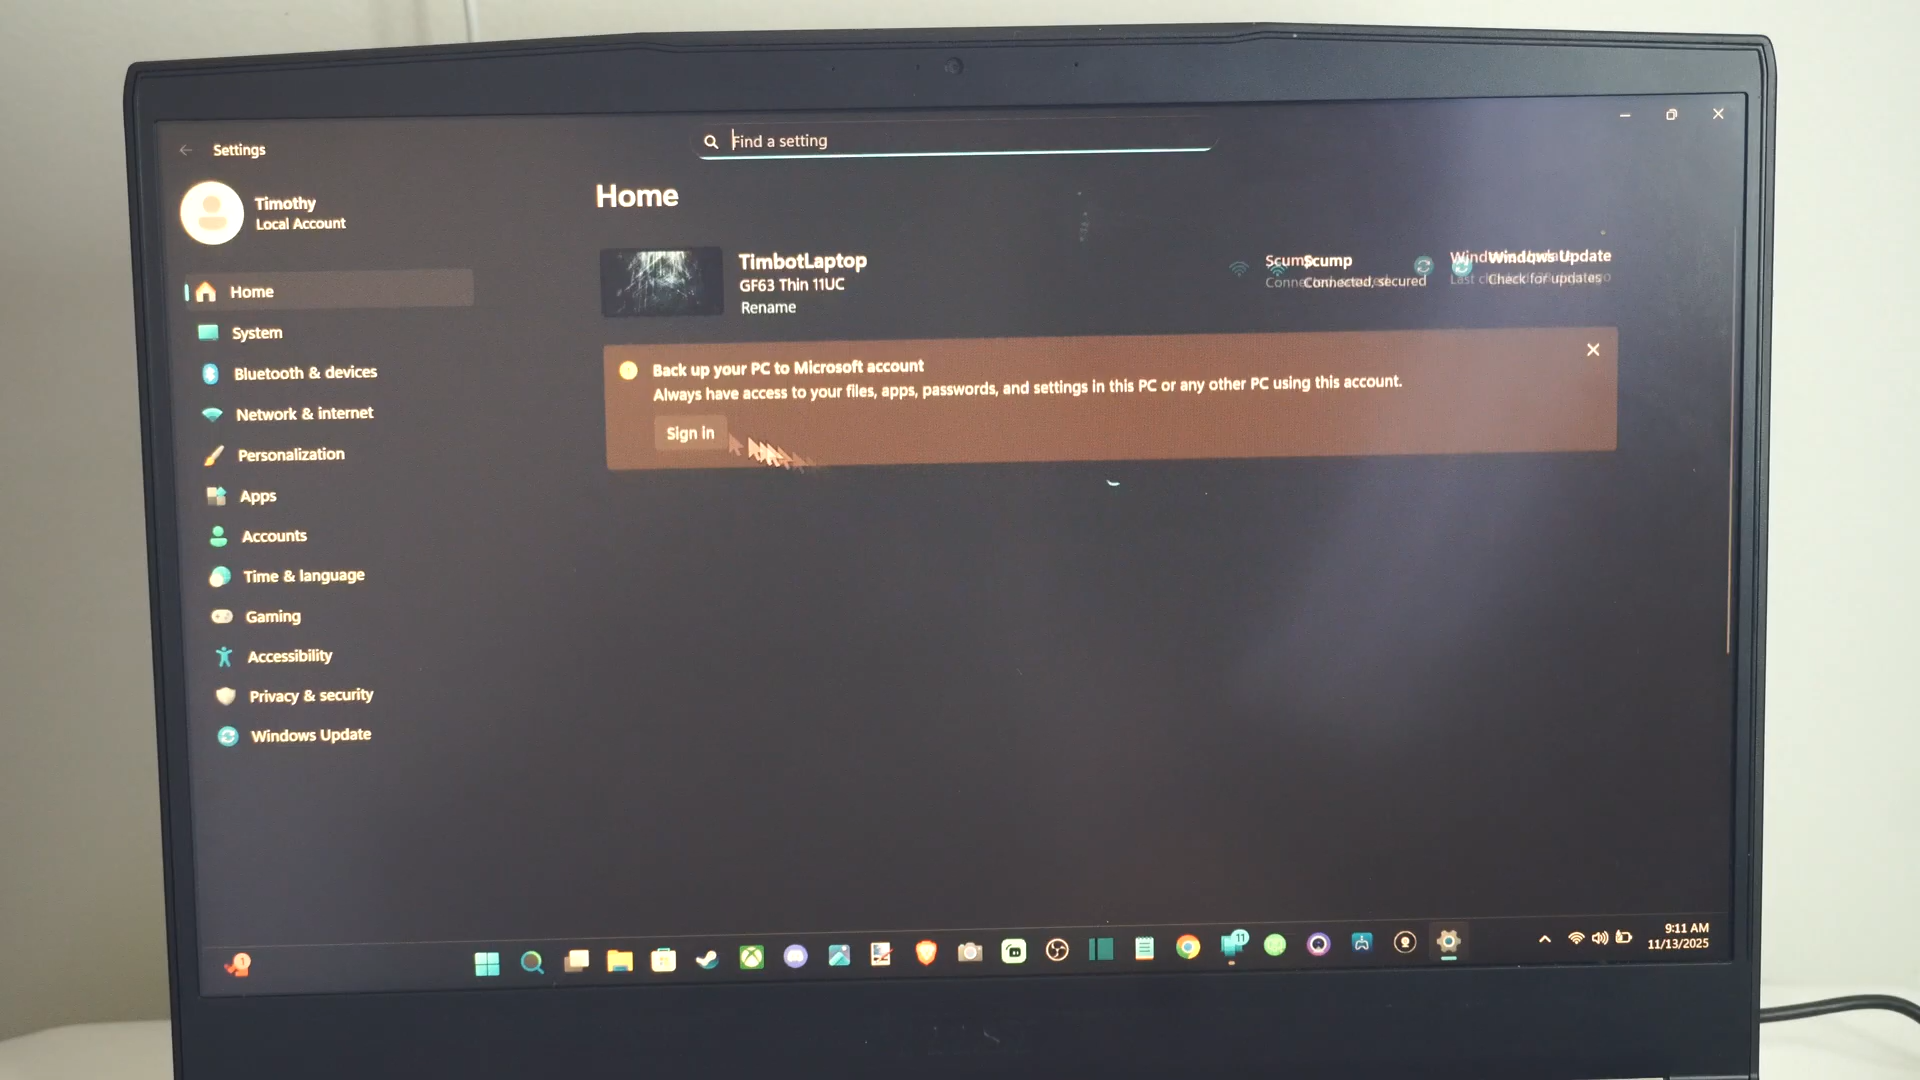 Settings
Find a setting
Timothy
Local Account
Home
System
Bluetooth & devices
Network & internet
Personalization
Apps
Accounts
Time & language
Gaming
Accessibility
Privacy & security
Windows Update
Home
TimbotLaptop
GF63 Thin 11UC
Rename
Scump
Connected, secured
Windows Update
Check for updates
Back up your PC to Microsoft account
Always have access to your files, apps, passwords, and settings in this PC or any other PC using this account.
Sign in
1
11
9:11 AM
11/13/2025